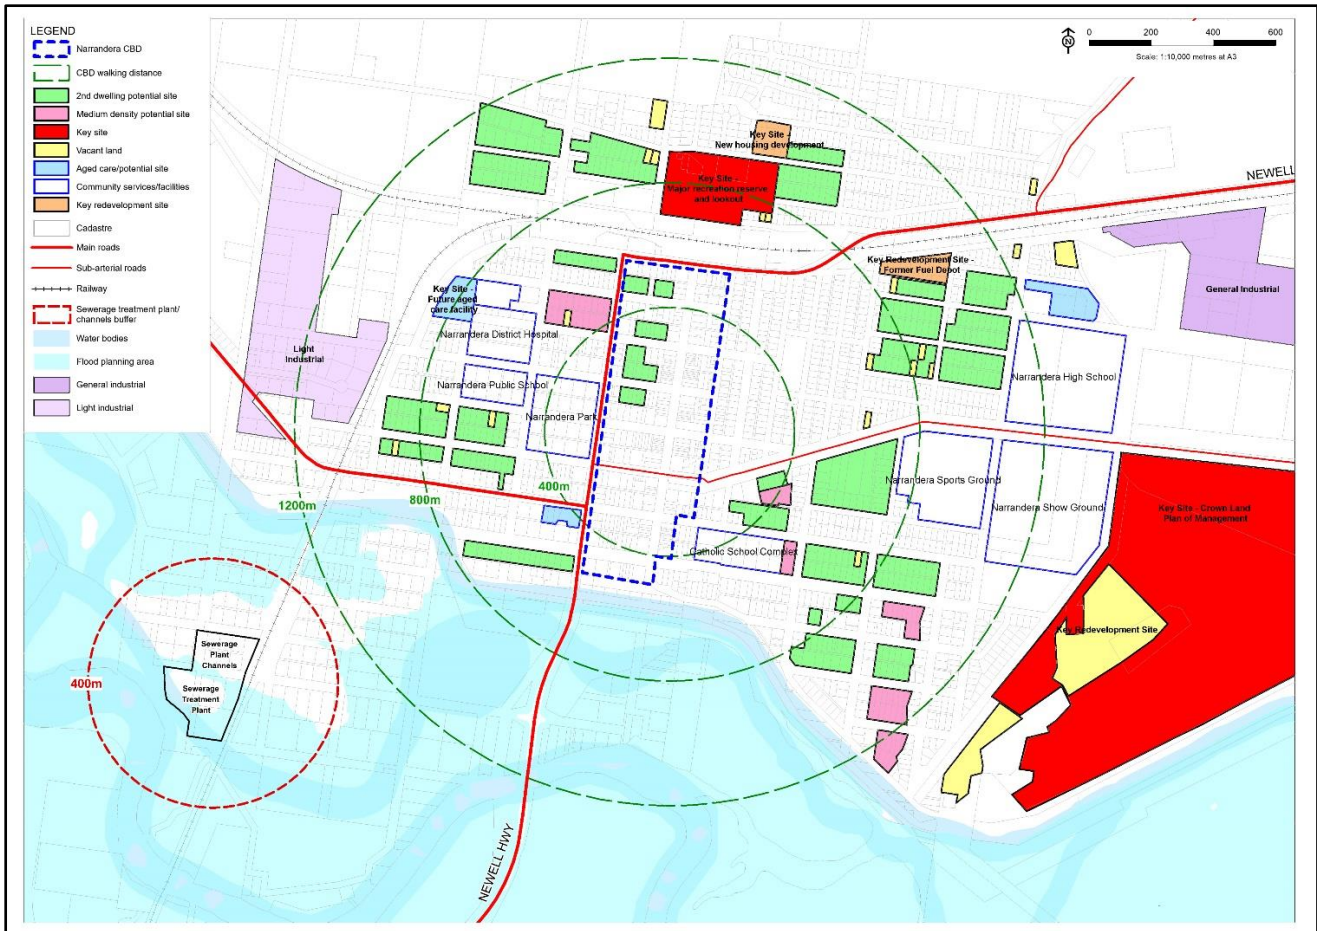 LEGEND
Narrandera CBD
CBD walking distance
2nd dwelling potential site
Medium density potential site
Key site
Vacant land
Aged care/potential site
Community services/facilities
Key redevelopment site
Cadastre
Main roads
Sub-arterial roads
Railway
Sewerage treatment plant/
channels buffer
Water bodies
Flood planning area
General industrial
Light industrial
N
0 200 400 600
Scale: 1:10,000 metres at A3
Key Site -
New housing development
Key Site -
Major recreation reserve
and lookout
NEWELL
Key Redevelopment Site -
Former Fuel Depot
General Industrial
Key Site -
Future aged
care facility
Narrandera District Hospital
Light
Industrial
Narrandera Public School
Narrandera Park
Narrandera High School
400m
800m
1200m
Narrandera Sports Ground
Narrandera Show Ground
Key Site - Crown Land
Plan of Management
Catholic School Complex
Key Redevelopment Site
Sewerage
Plant
Channels
Sewerage
Treatment
Plant
400m
NEWELL HWY